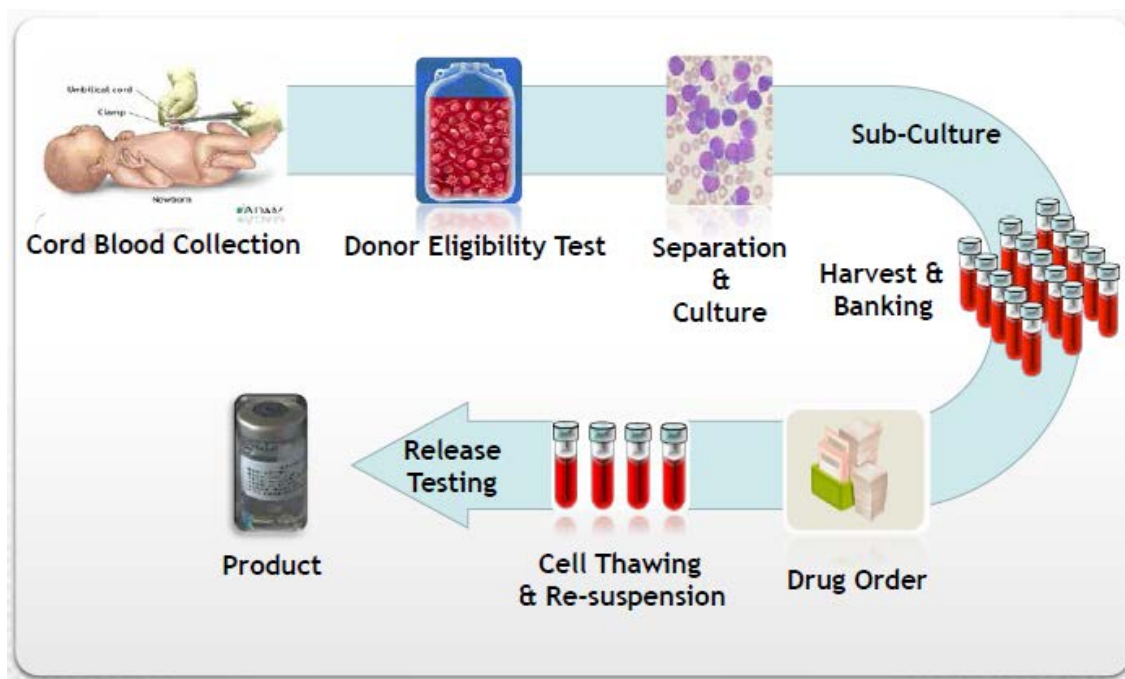 Umbilical cord
Clamp
Newborn
ADAM
Cord Blood Collection
Donor Eligibility Test
Separation
&
Culture
Sub-Culture
Harvest &
Banking
Drug Order
Cell Thawing
& Re-suspension
Release
Testing
Product